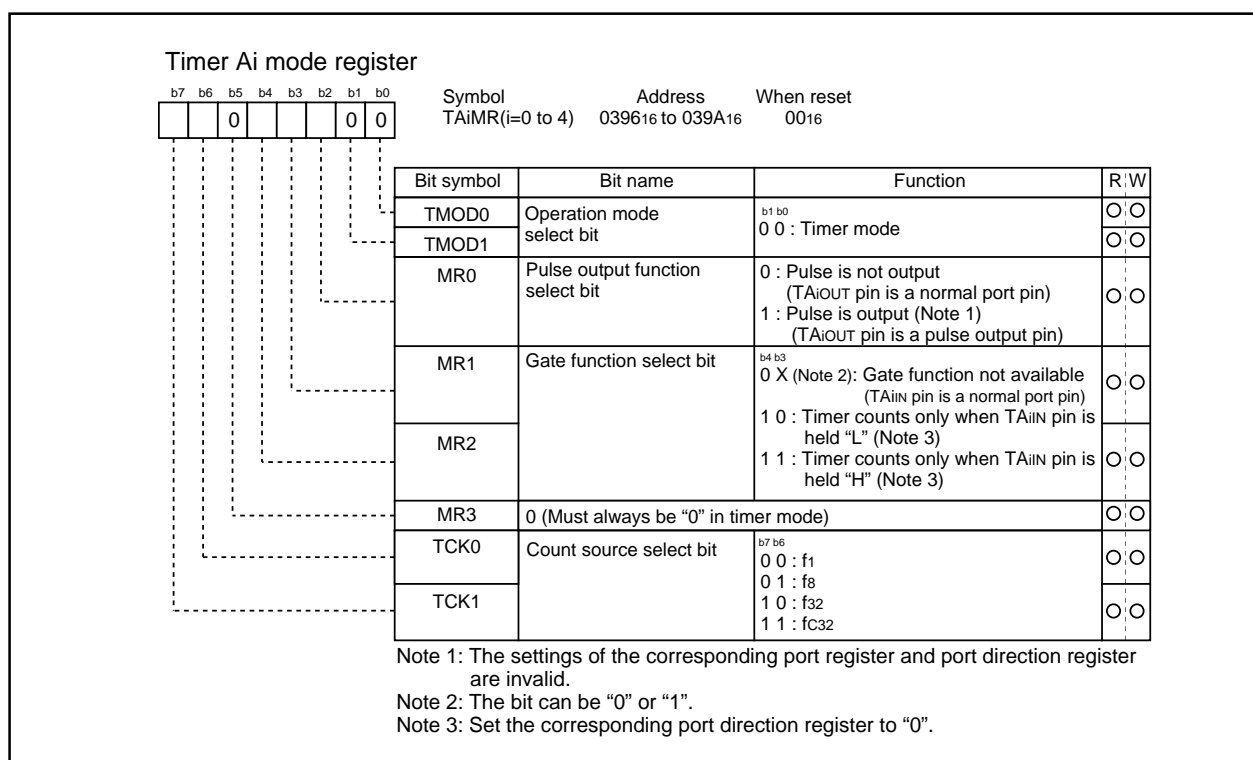 Timer Ai mode register
b7 b6 b5 b4 b3 b2 b1 b0
0 0 0
Symbol Address When reset
TAiMR(i=0 to 4) 039616 to 039A16 0016
Bit symbol Bit name Function R W
TMOD0 Operation mode select bit b1 b0
TMOD1 0 0 : Timer mode
MR0 Pulse output function select bit 0 : Pulse is not output
(TAiOUT pin is a normal port pin)
1 : Pulse is output (Note 1)
(TAiOUT pin is a pulse output pin)
MR1 Gate function select bit b4 b3
0 X (Note 2): Gate function not available
(TAiIN pin is a normal port pin)
1 0 : Timer counts only when TAiIN pin is
MR2 held “L” (Note 3)
1 1 : Timer counts only when TAiIN pin is
held “H” (Note 3)
MR3 0 (Must always be “0” in timer mode)
TCK0 Count source select bit b7 b6
0 0 : f1
0 1 : f8
TCK1 1 0 : f32
1 1 : fC32
Note 1: The settings of the corresponding port register and port direction register
are invalid.
Note 2: The bit can be “0” or “1”.
Note 3: Set the corresponding port direction register to “0”.